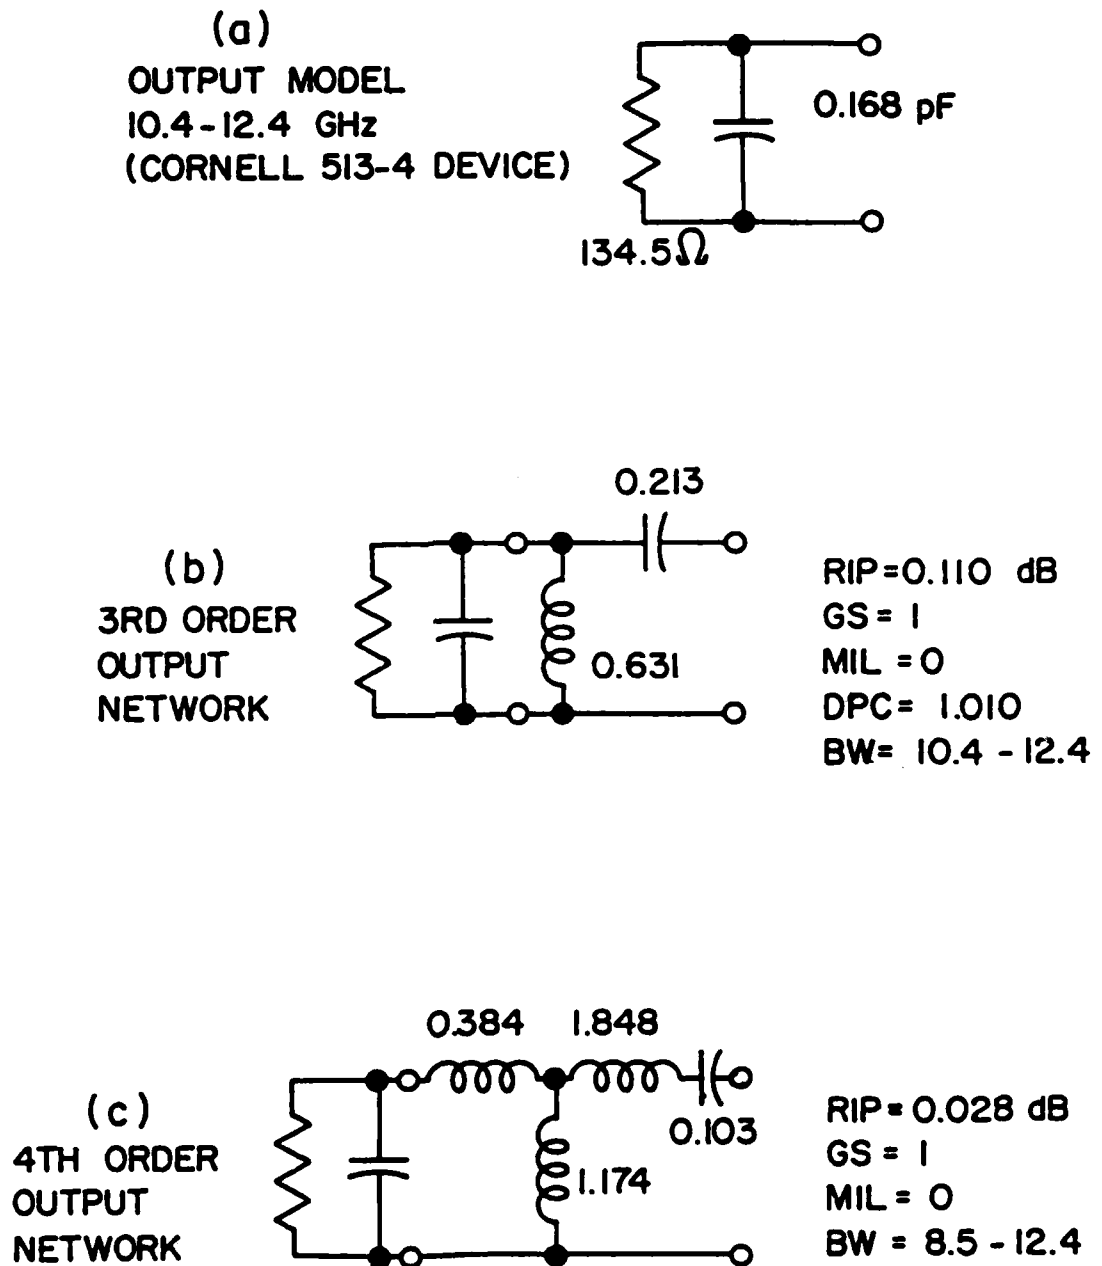 (a)
OUTPUT MODEL
10.4-12.4 GHz
(CORNELL 513-4 DEVICE)
0.168 pF
134.5Ω
0.213
(b)
3RD ORDER
OUTPUT
NETWORK
0.631
RIP=0.110 dB
GS = 1
MIL = 0
DPC= 1.010
BW= 10.4 - 12.4
0.384 1.848
(c)
4TH ORDER
OUTPUT
NETWORK
0.103
1.174
RIP= 0.028 dB
GS = 1
MIL = 0
BW = 8.5 - 12.4